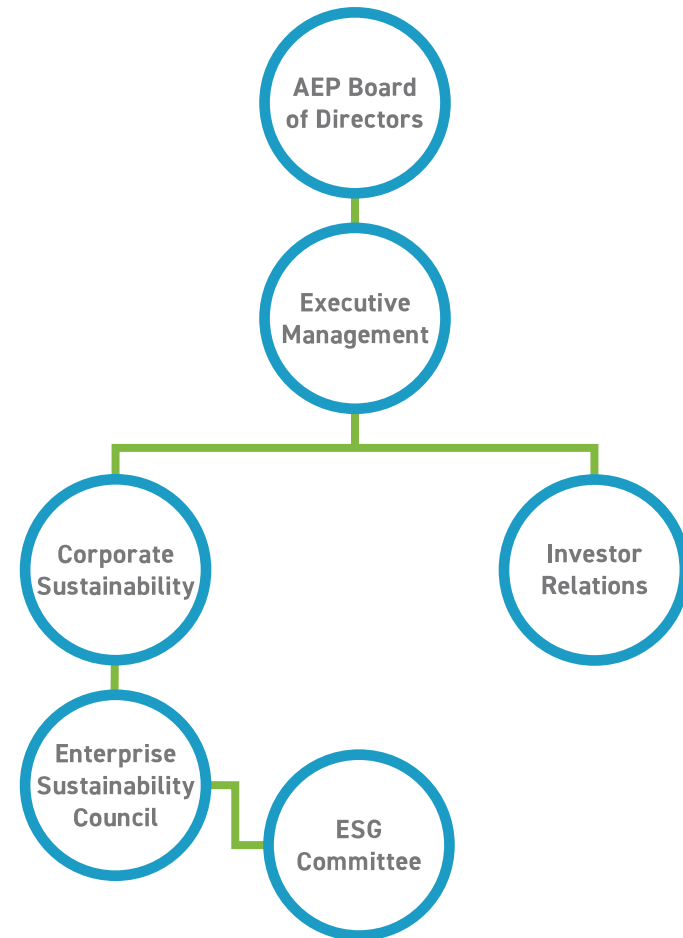 AEP Board
of Directors
Executive
Management
Corporate
Sustainability
Investor
Relations
Enterprise
Sustainability
Council
ESG
Committee